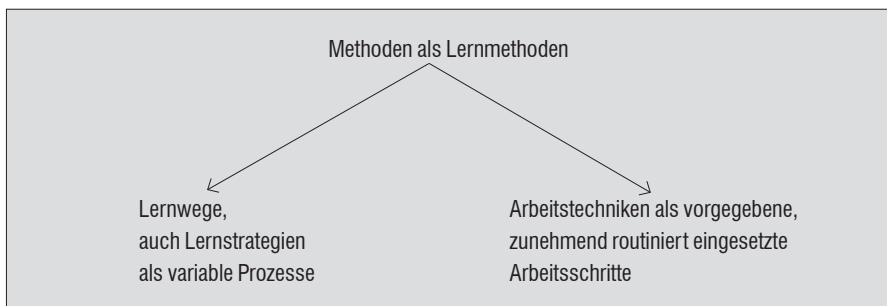 Methoden als Lernmethoden
Lernwege,
auch Lernstrategien
als variable Prozesse
Arbeitstechniken als vorgegebene,
zunehmend routiniert eingesetzte
Arbeitsschritte